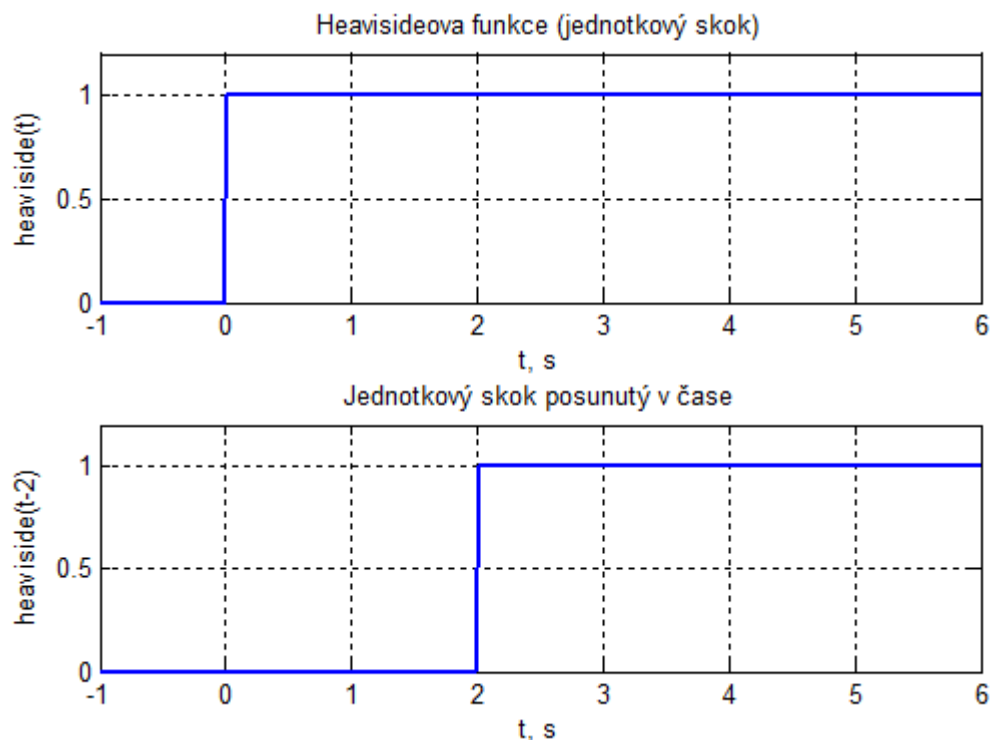 Heavisideova funkce (jednotkový skok)
heaviside(t)
1
0.5
0
-1 0 1 2 3 4 5 6
t, s
Jednotkový skok posunutý v čase
heaviside(t-2)
1
0.5
0
-1 0 1 2 3 4 5 6
t, s